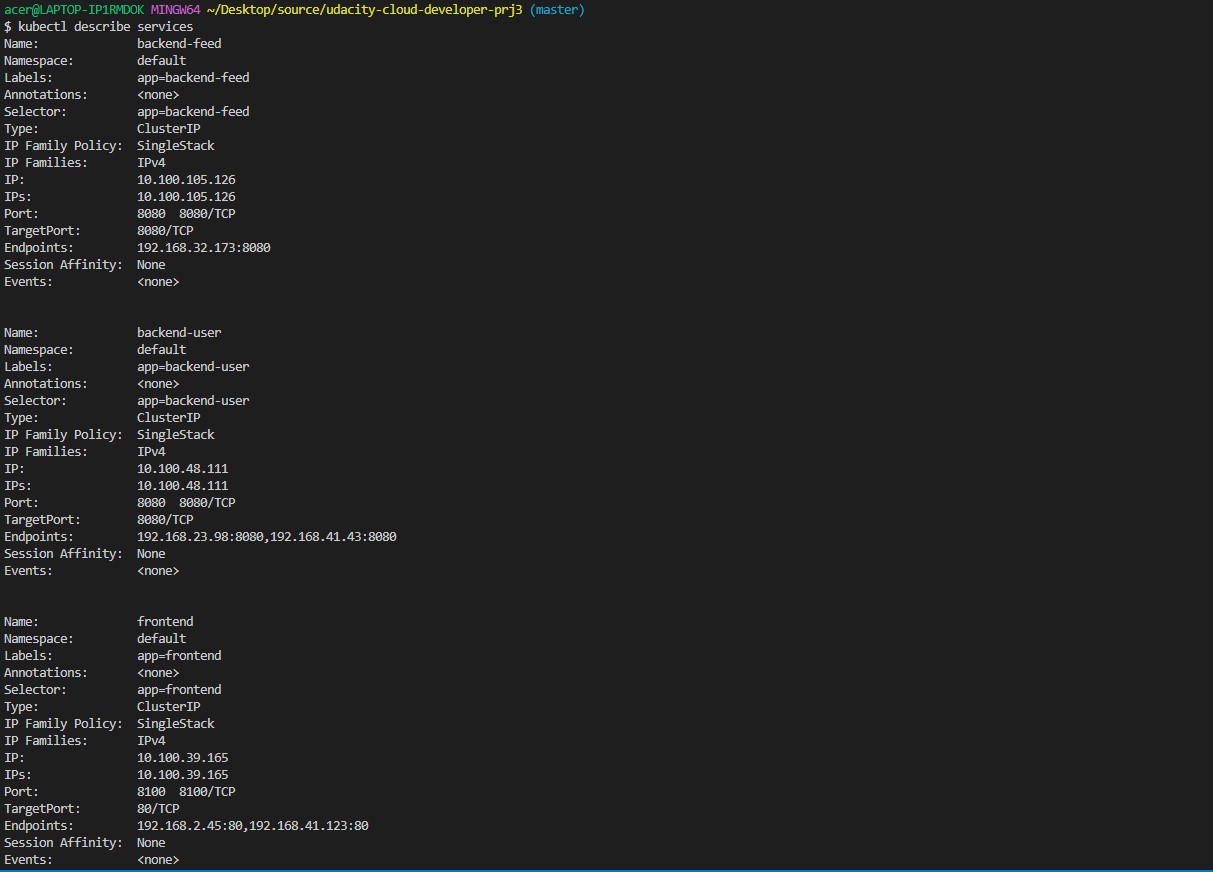 acer@LAPTOP-IP1RMDOK MINGW64 ~/Desktop/source/udacity-cloud-developer-prj3 (master)
$ kubectl describe services
Name:              backend-feed
Namespace:         default
Labels:            app=backend-feed
Annotations:       <none>
Selector:          app=backend-feed
Type:              ClusterIP
IP Family Policy:  SingleStack
IP Families:       IPv4
IP:                10.100.105.126
IPs:               10.100.105.126
Port:              8080  8080/TCP
TargetPort:        8080/TCP
Endpoints:         192.168.32.173:8080
Session Affinity:  None
Events:            <none>

Name:              backend-user
Namespace:         default
Labels:            app=backend-user
Annotations:       <none>
Selector:          app=backend-user
Type:              ClusterIP
IP Family Policy:  SingleStack
IP Families:       IPv4
IP:                10.100.48.111
IPs:               10.100.48.111
Port:              8080  8080/TCP
TargetPort:        8080/TCP
Endpoints:         192.168.23.98:8080,192.168.41.43:8080
Session Affinity:  None
Events:            <none>

Name:              frontend
Namespace:         default
Labels:            app=frontend
Annotations:       <none>
Selector:          app=frontend
Type:              ClusterIP
IP Family Policy:  SingleStack
IP Families:       IPv4
IP:                10.100.39.165
IPs:               10.100.39.165
Port:              8100  8100/TCP
TargetPort:        80/TCP
Endpoints:         192.168.2.45:80,192.168.41.123:80
Session Affinity:  None
Events:            <none>